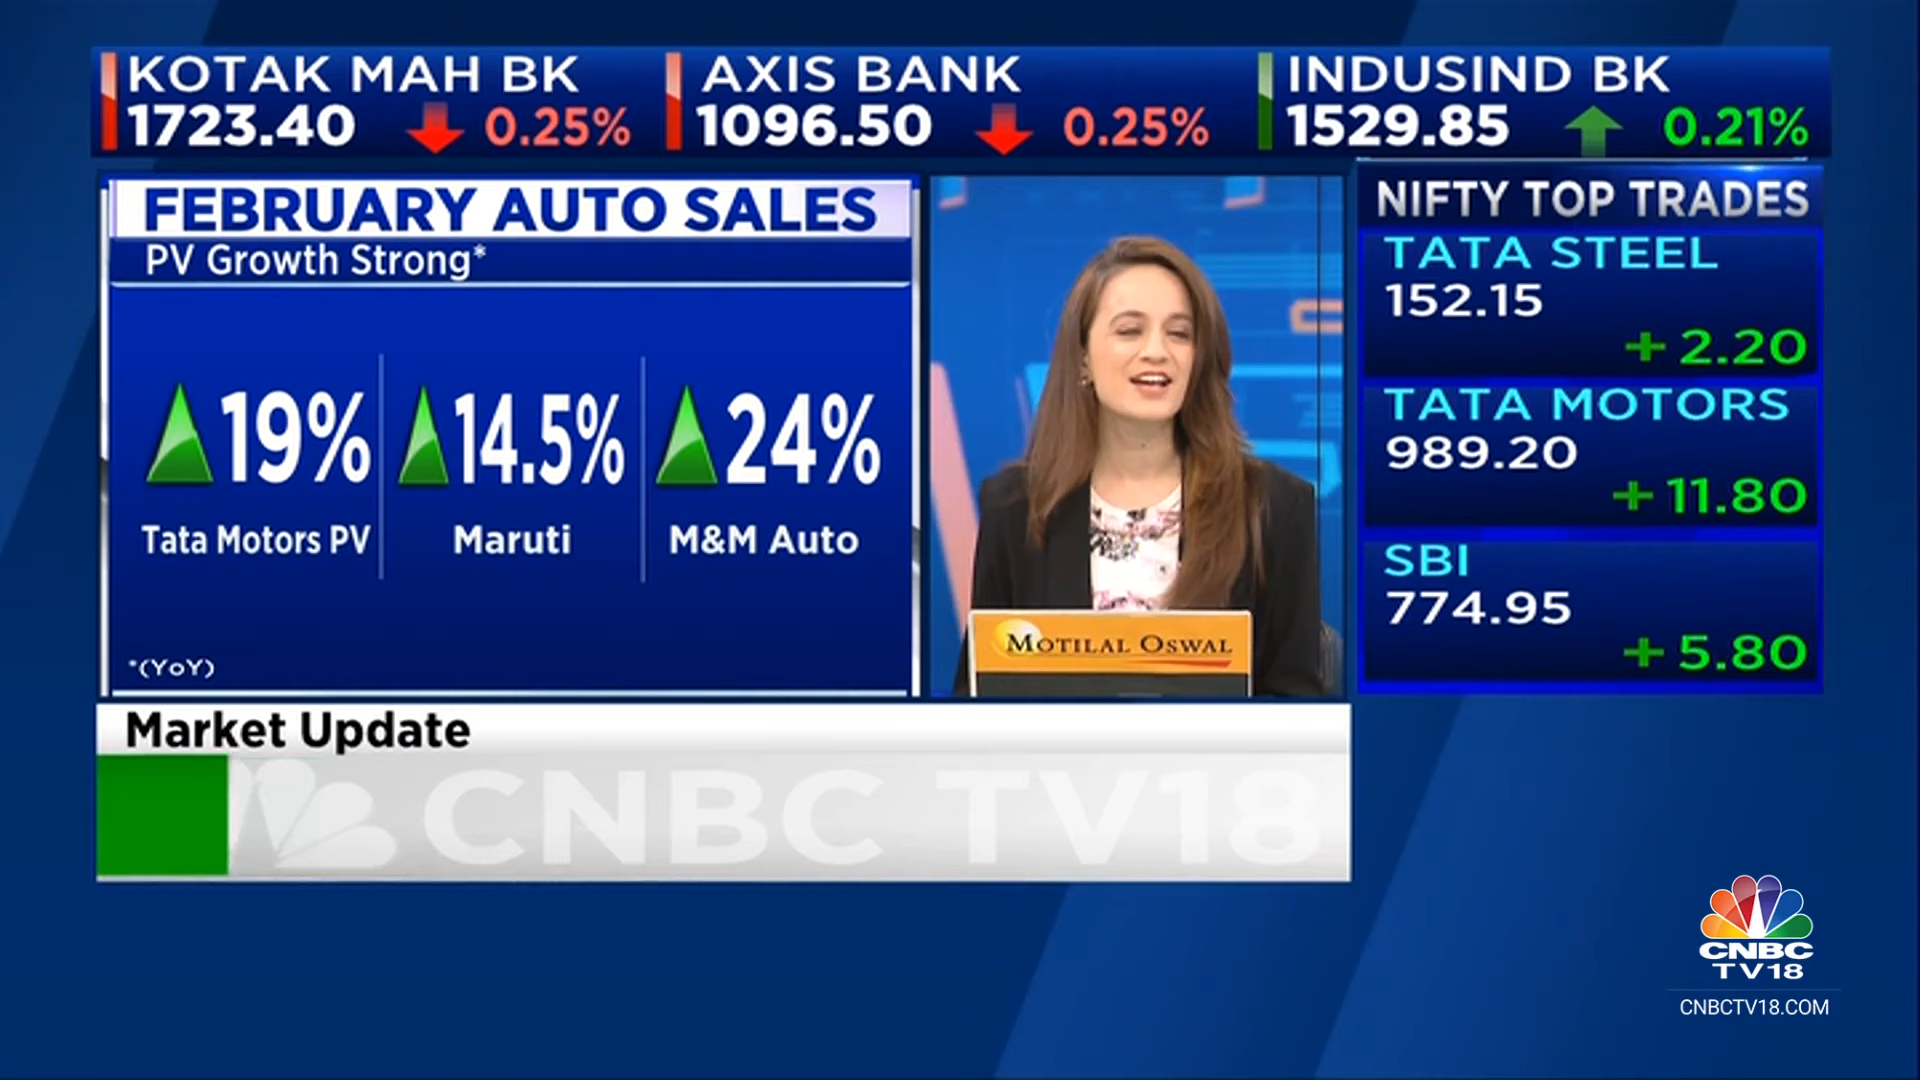 KOTAK MAH BK
1723.40 0.25%
AXIS BANK
1096.50 0.25%
INDUSIND BK
1529.85 0.21%
FEBRUARY AUTO SALES
PV Growth Strong*
19%
Tata Motors PV
14.5%
Maruti
24%
M&M Auto
*(YoY)
MOTILAL OSWAL
NIFTY TOP TRADES
TATA STEEL
152.15
+2.20
TATA MOTORS
989.20
+11.80
SBI
774.95
+5.80
Market Update
CNBC TV18
CNBC
TV18
CNBCTV18.COM